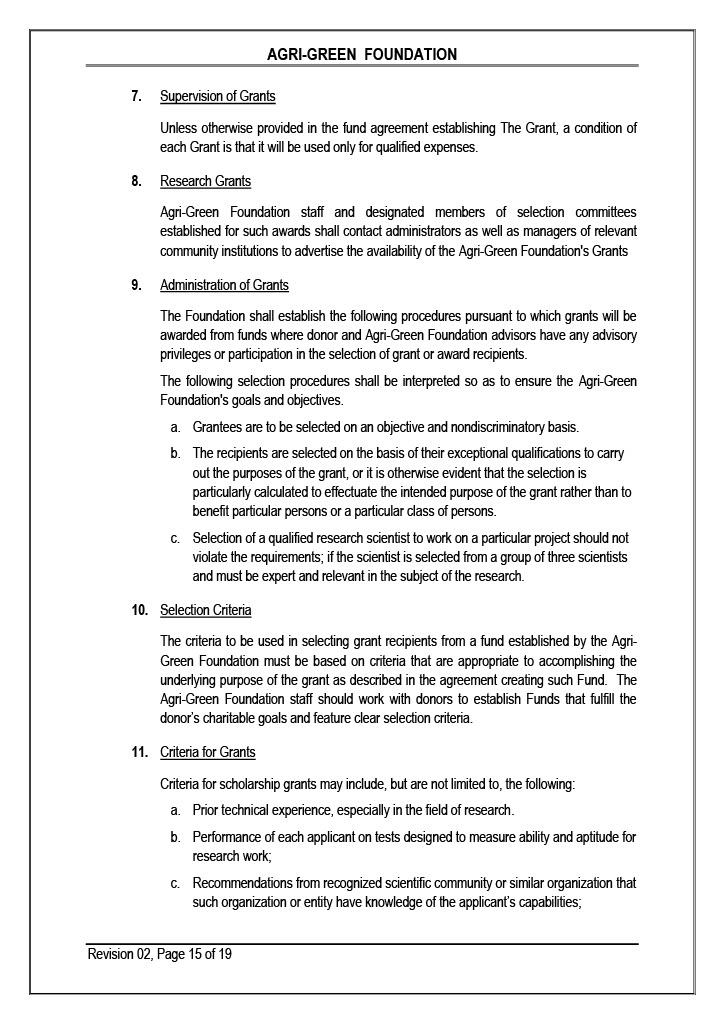 AGRI-GREEN FOUNDATION
7. Supervision of Grants
Unless otherwise provided in the fund agreement establishing The Grant, a condition of
each Grant is that it will be used only for qualified expenses.
8. Research Grants
Agri-Green Foundation staff and designated members of selection committees
established for such awards shall contact administrators as well as managers of relevant
community institutions to advertise the availability of the Agri-Green Foundation's Grants
9. Administration of Grants
The Foundation shall establish the following procedures pursuant to which grants will be
awarded from funds where donor and Agri-Green Foundation advisors have any advisory
privileges or participation in the selection of grant or award recipients.
The following selection procedures shall be interpreted so as to ensure the Agri-Green
Foundation's goals and objectives.
a. Grantees are to be selected on an objective and nondiscriminatory basis.
b. The recipients are selected on the basis of their exceptional qualifications to carry
out the purposes of the grant, or it is otherwise evident that the selection is
particularly calculated to effectuate the intended purpose of the grant rather than to
benefit particular persons or a particular class of persons.
c. Selection of a qualified research scientist to work on a particular project should not
violate the requirements; if the scientist is selected from a group of three scientists
and must be expert and relevant in the subject of the research.
10. Selection Criteria
The criteria to be used in selecting grant recipients from a fund established by the Agri-
Green Foundation must be based on criteria that are appropriate to accomplishing the
underlying purpose of the grant as described in the agreement creating such Fund. The
Agri-Green Foundation staff should work with donors to establish Funds that fulfill the
donor's charitable goals and feature clear selection criteria.
11. Criteria for Grants
Criteria for scholarship grants may include, but are not limited to, the following:
a. Prior technical experience, especially in the field of research.
b. Performance of each applicant on tests designed to measure ability and aptitude for
research work;
c. Recommendations from recognized scientific community or similar organization that
such organization or entity have knowledge of the applicant's capabilities;
Revision 02, Page 15 of 19